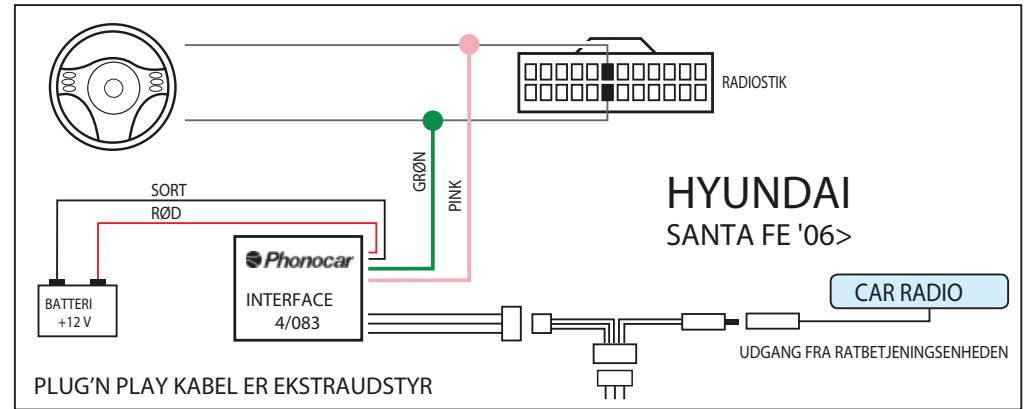 RADIOSTIK
GRØN
PINK
HYUNDAI
SANTA FE '06>
SORT
RØD
Phonocar
INTERFACE
4/083
BATTERI
+12 V
CAR RADIO
UDGANG FRA RATBETJENINGSENHEDEN
PLUG'N PLAY KABEL ER EKSTRAUDSTYR